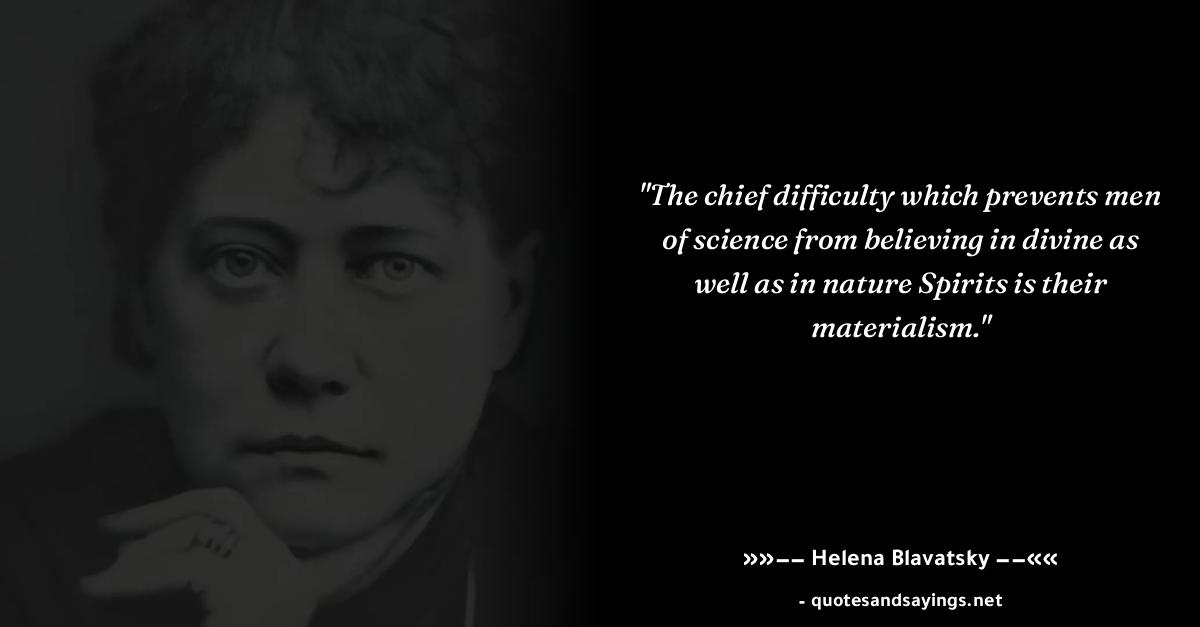 "The chief difficulty which prevents men
of science from believing in divine as
well as in nature Spirits is their
materialism."
»»−− Helena Blavatsky −−««
- quotesandsayings.net